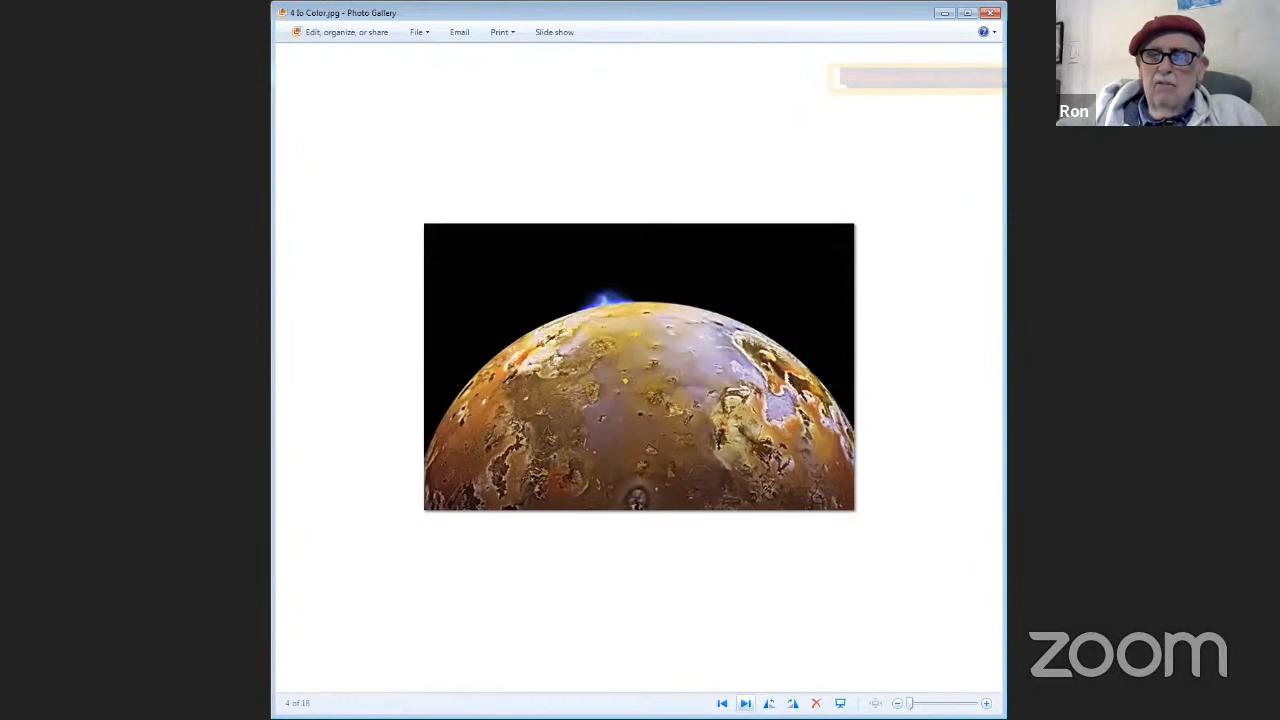 4 Io Color.jpg - Photo Gallery
Edit, organize, or share File Email Print Slide show
Ron
zoom
4 of 18